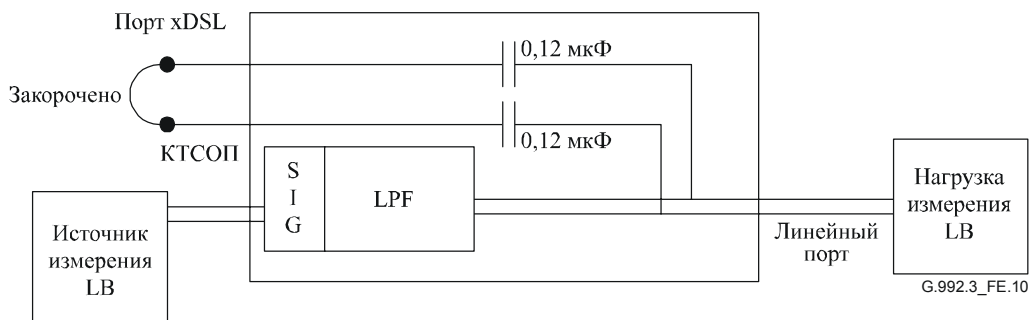 Порт xDSL
0,12 мкФ
Закорочено
0,12 мкФ
КТСОП
S
I
G
LPF
Источник
измерения
LB
Линейный
порт
Нагрузка
измерения
LB
G.992.3_FE.10